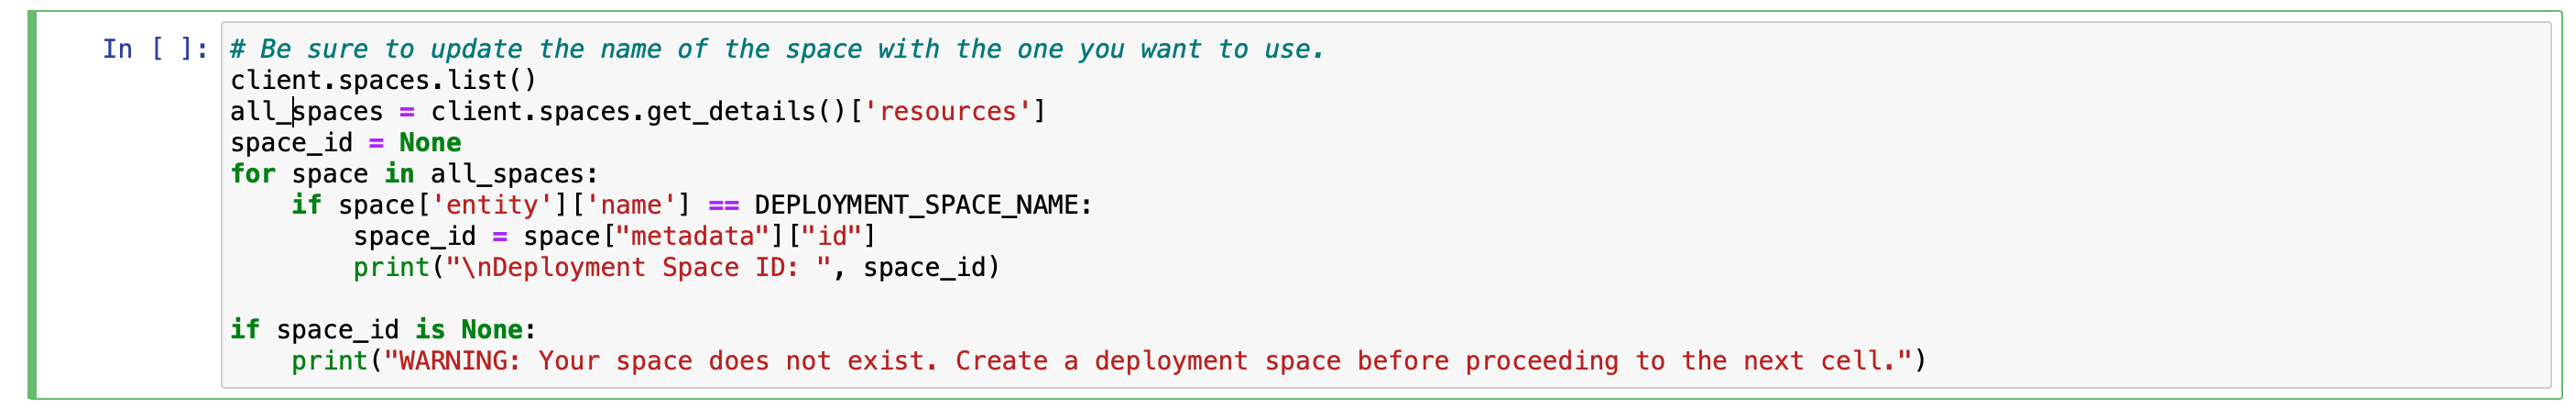 In [ ]: # Be sure to update the name of the space with the one you want to use.
client.spaces.list()
all_spaces = client.spaces.get_details()['resources']
space_id = None
for space in all_spaces:
    if space['entity']['name'] == DEPLOYMENT_SPACE_NAME:
        space_id = space["metadata"]["id"]
        print("\nDeployment Space ID: ", space_id)

if space_id is None:
    print("WARNING: Your space does not exist. Create a deployment space before proceeding to the next cell.")